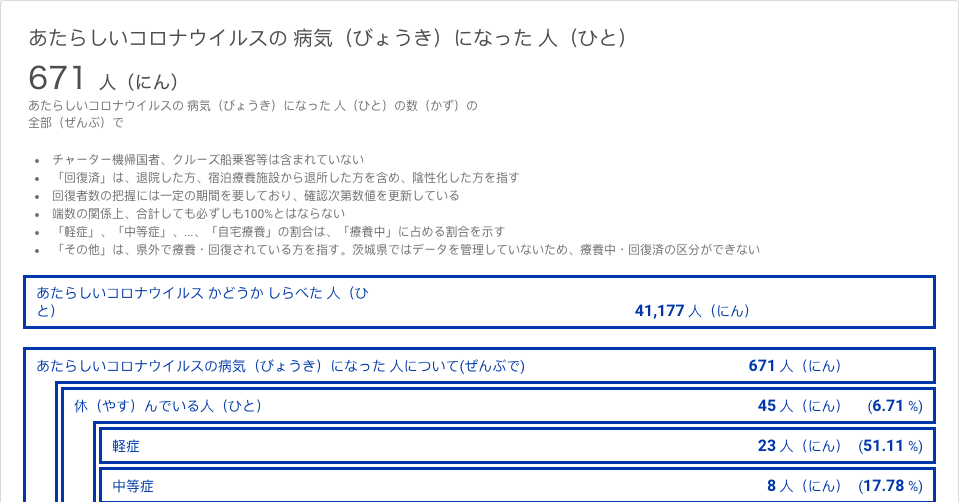 あたらしいコロナウイルスの 病気（びょうき）になった 人（ひと）
671 人（にん）
あたらしいコロナウイルスの 病気（びょうき）になった 人（ひと）の数（かず）の
全部（ぜんぶ）で
• チャーター機帰国者、クルーズ船乗客等は含まれていない
• 「回復済」は、退院した方、宿泊療養施設から退所した方を含め、陰性化した方を指す
• 回復者数の把握には一定の期間を要しており、確認次第数値を更新している
• 端数の関係上、合計しても必ずしも100%とはならない
• 「軽症」、「中等症」、...、「自宅療養」の割合は、「療養中」に占める割合を示す
• 「その他」は、県外で療養・回復されている方を指す。茨城県ではデータを管理していないため、療養中・回復済の区分ができない
あたらしいコロナウイルス かどうか しらべた 人（ひ
と） 41,177 人（にん）
あたらしいコロナウイルスの病気（びょうき）になった 人について(ぜんぶで) 671 人（にん）
休（やす）んでいる人（ひと） 45 人（にん） (6.71 %)
軽症 23 人（にん） (51.11 %)
中等症 8 人（にん） (17.78 %)